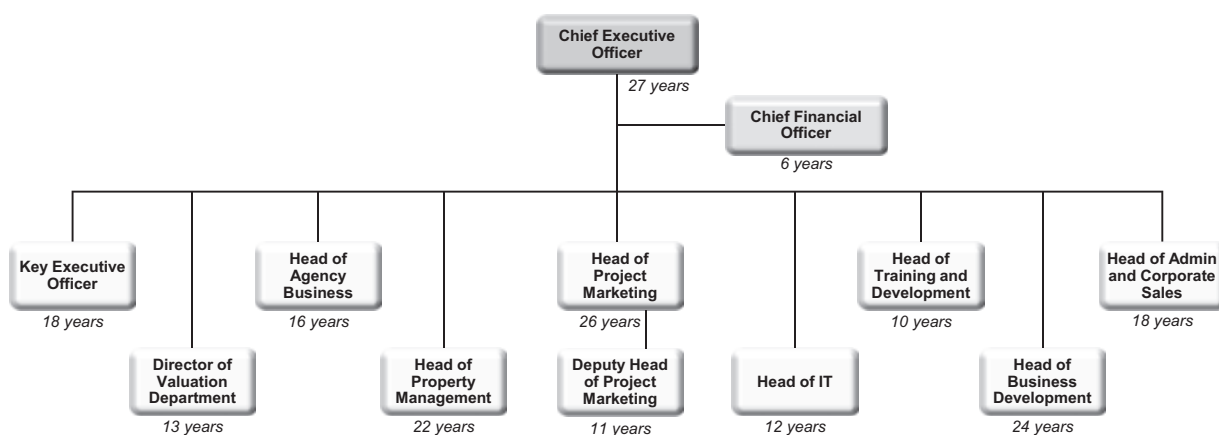 Chief Executive
Officer
27 years
Chief Financial
Officer
6 years
Key Executive
Officer
18 years
Head of
Agency
Business
16 years
Head of
Project
Marketing
26 years
Head of
Training and
Development
10 years
Head of Admin
and Corporate
Sales
18 years
Director of
Valuation
Department
13 years
Head of
Property
Management
22 years
Deputy Head
of Project
Marketing
11 years
Head of IT
12 years
Head of
Business
Development
24 years